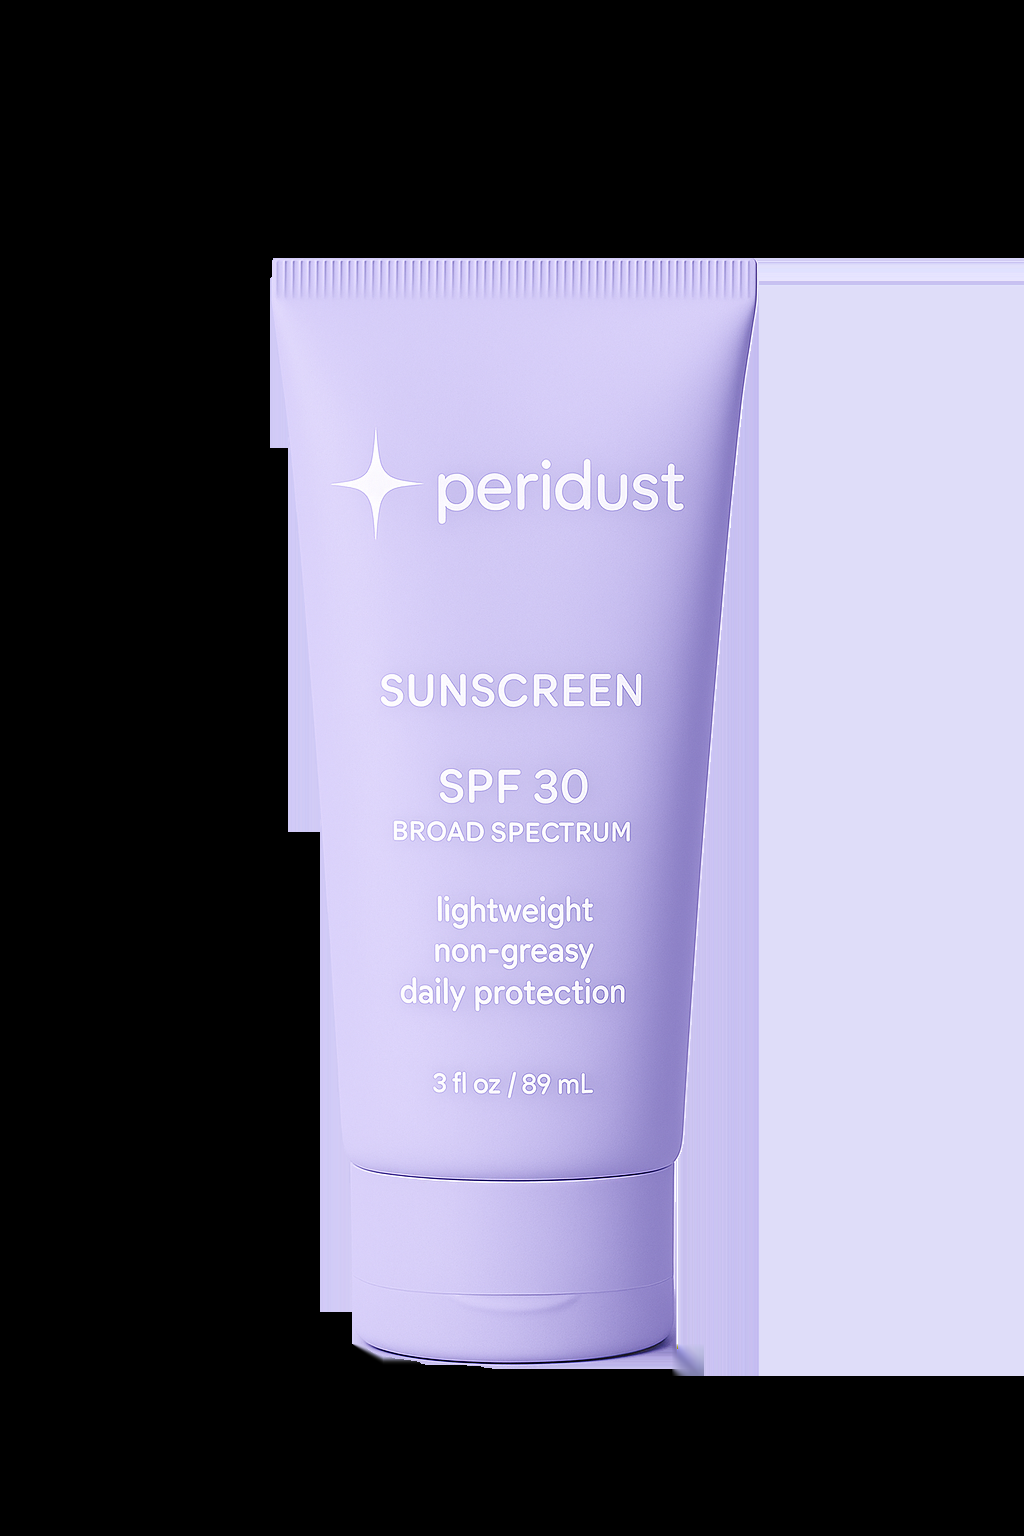 peridust
SUNSCREEN
SPF 30
BROAD SPECTRUM
lightweight
non-greasy
daily protection
3 fl oz / 89 mL